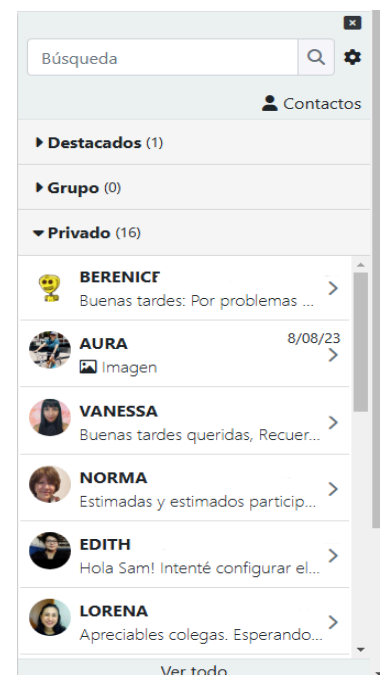 Búsqueda
Contactos
Destacados (1)
Grupo (0)
Privado (16)
BERENICE
Buenas tardes: Por problemas ...
AURA
8/08/23
Imagen
VANESSA
Buenas tardes queridas, Recuer...
NORMA
Estimadas y estimados particip...
EDITH
Hola Sam! Intenté configurar el...
LORENA
Apreciables colegas. Esperando...
Ver todo